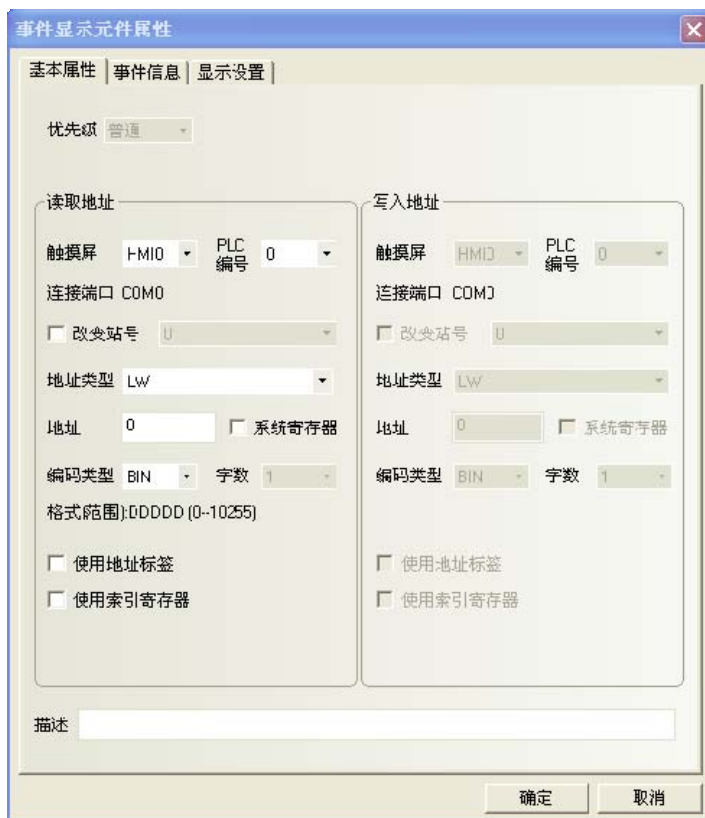 事件显示元件属性
基本属性 事件信息 显示设置
优先级 普通
读取地址
触摸屏 HMI0 PLC编号 0
连接端口 COM0
改变站号 0
地址类型 LW
地址 0 系统寄存器
编码类型 BIN 字数 1
格式(范围):DDDDD (0--10255)
使用地址标签
使用索引寄存器
写入地址
触摸屏 HMI0 PLC编号 0
连接端口 COM0
改变站号 0
地址类型 LW
地址 0 系统寄存器
编码类型 BIN 字数 1
使用地址标签
使用索引寄存器
描述
确定 取消